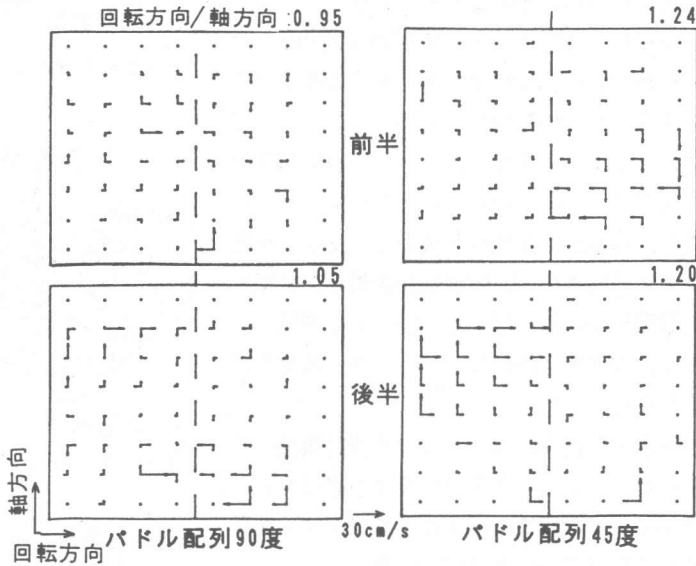 回転方向/軸方向:0.95
1.24
前半
1.05
1.20
後半
軸方向
回転方向
パドル配列90度
30cm/s
パドル配列45度